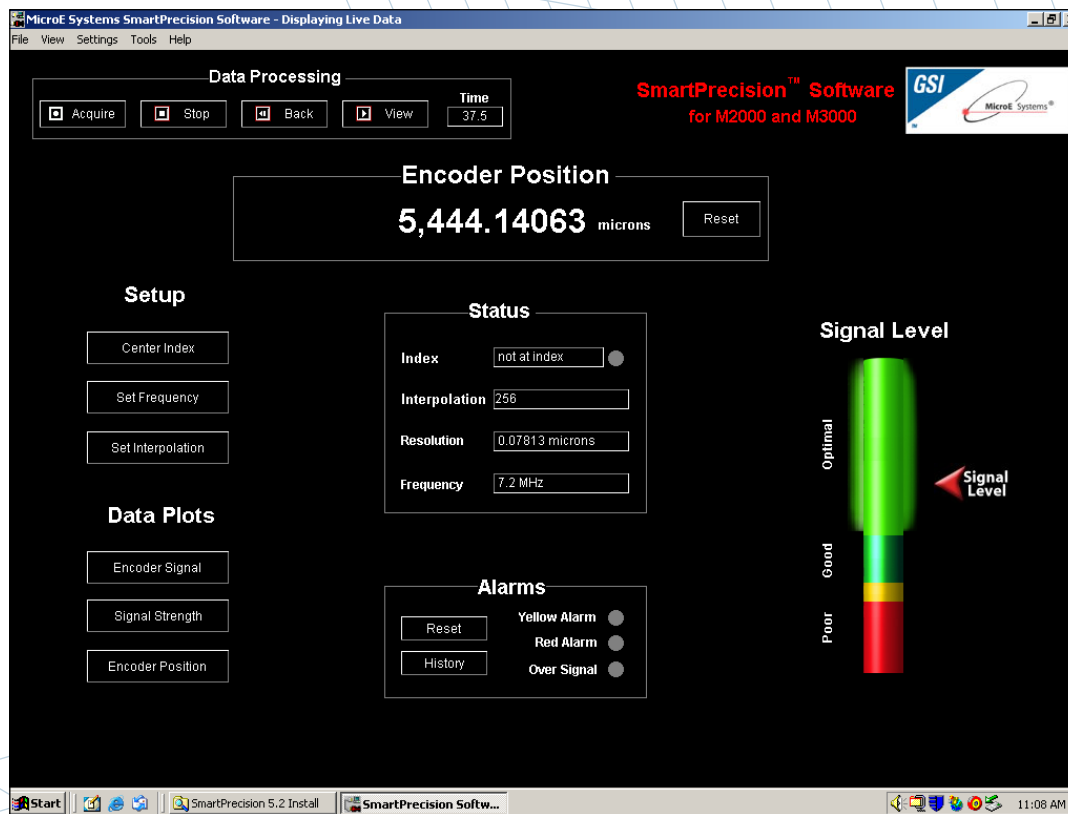 MicroE Systems SmartPrecision Software - Displaying Live Data
File View Settings Tools Help
Data Processing
Acquire Stop Back View
Time
37.5
SmartPrecision™ Software
for M2000 and M3000
GSI
MicroE Systems®
™
Encoder Position
5,444.14063 microns
Reset
Setup
Center Index
Set Frequency
Set Interpolation
Data Plots
Encoder Signal
Signal Strength
Encoder Position
Status
Index not at index
Interpolation 256
Resolution 0.07813 microns
Frequency 7.2 MHz
Alarms
Reset
History
Yellow Alarm
Red Alarm
Over Signal
Signal Level
Optimal
Good
Poor
Signal
Level
Start
SmartPrecision 5.2 Install
SmartPrecision Softw...
11:08 AM